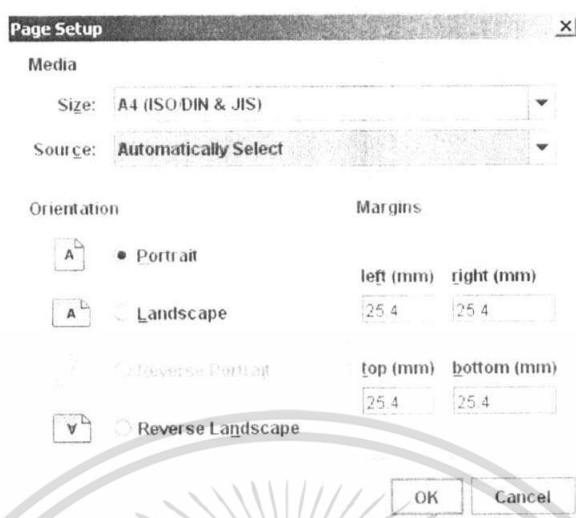 Page Setup
Media
Size: A4 (ISO/DIN & JIS)
Source: Automatically Select
Orientation Margins
A Portrait
left (mm) right (mm)
A Landscape 25.4 25.4
Reverse Portrait top (mm) bottom (mm)
25.4 25.4
A Reverse Landscape
OK Cancel